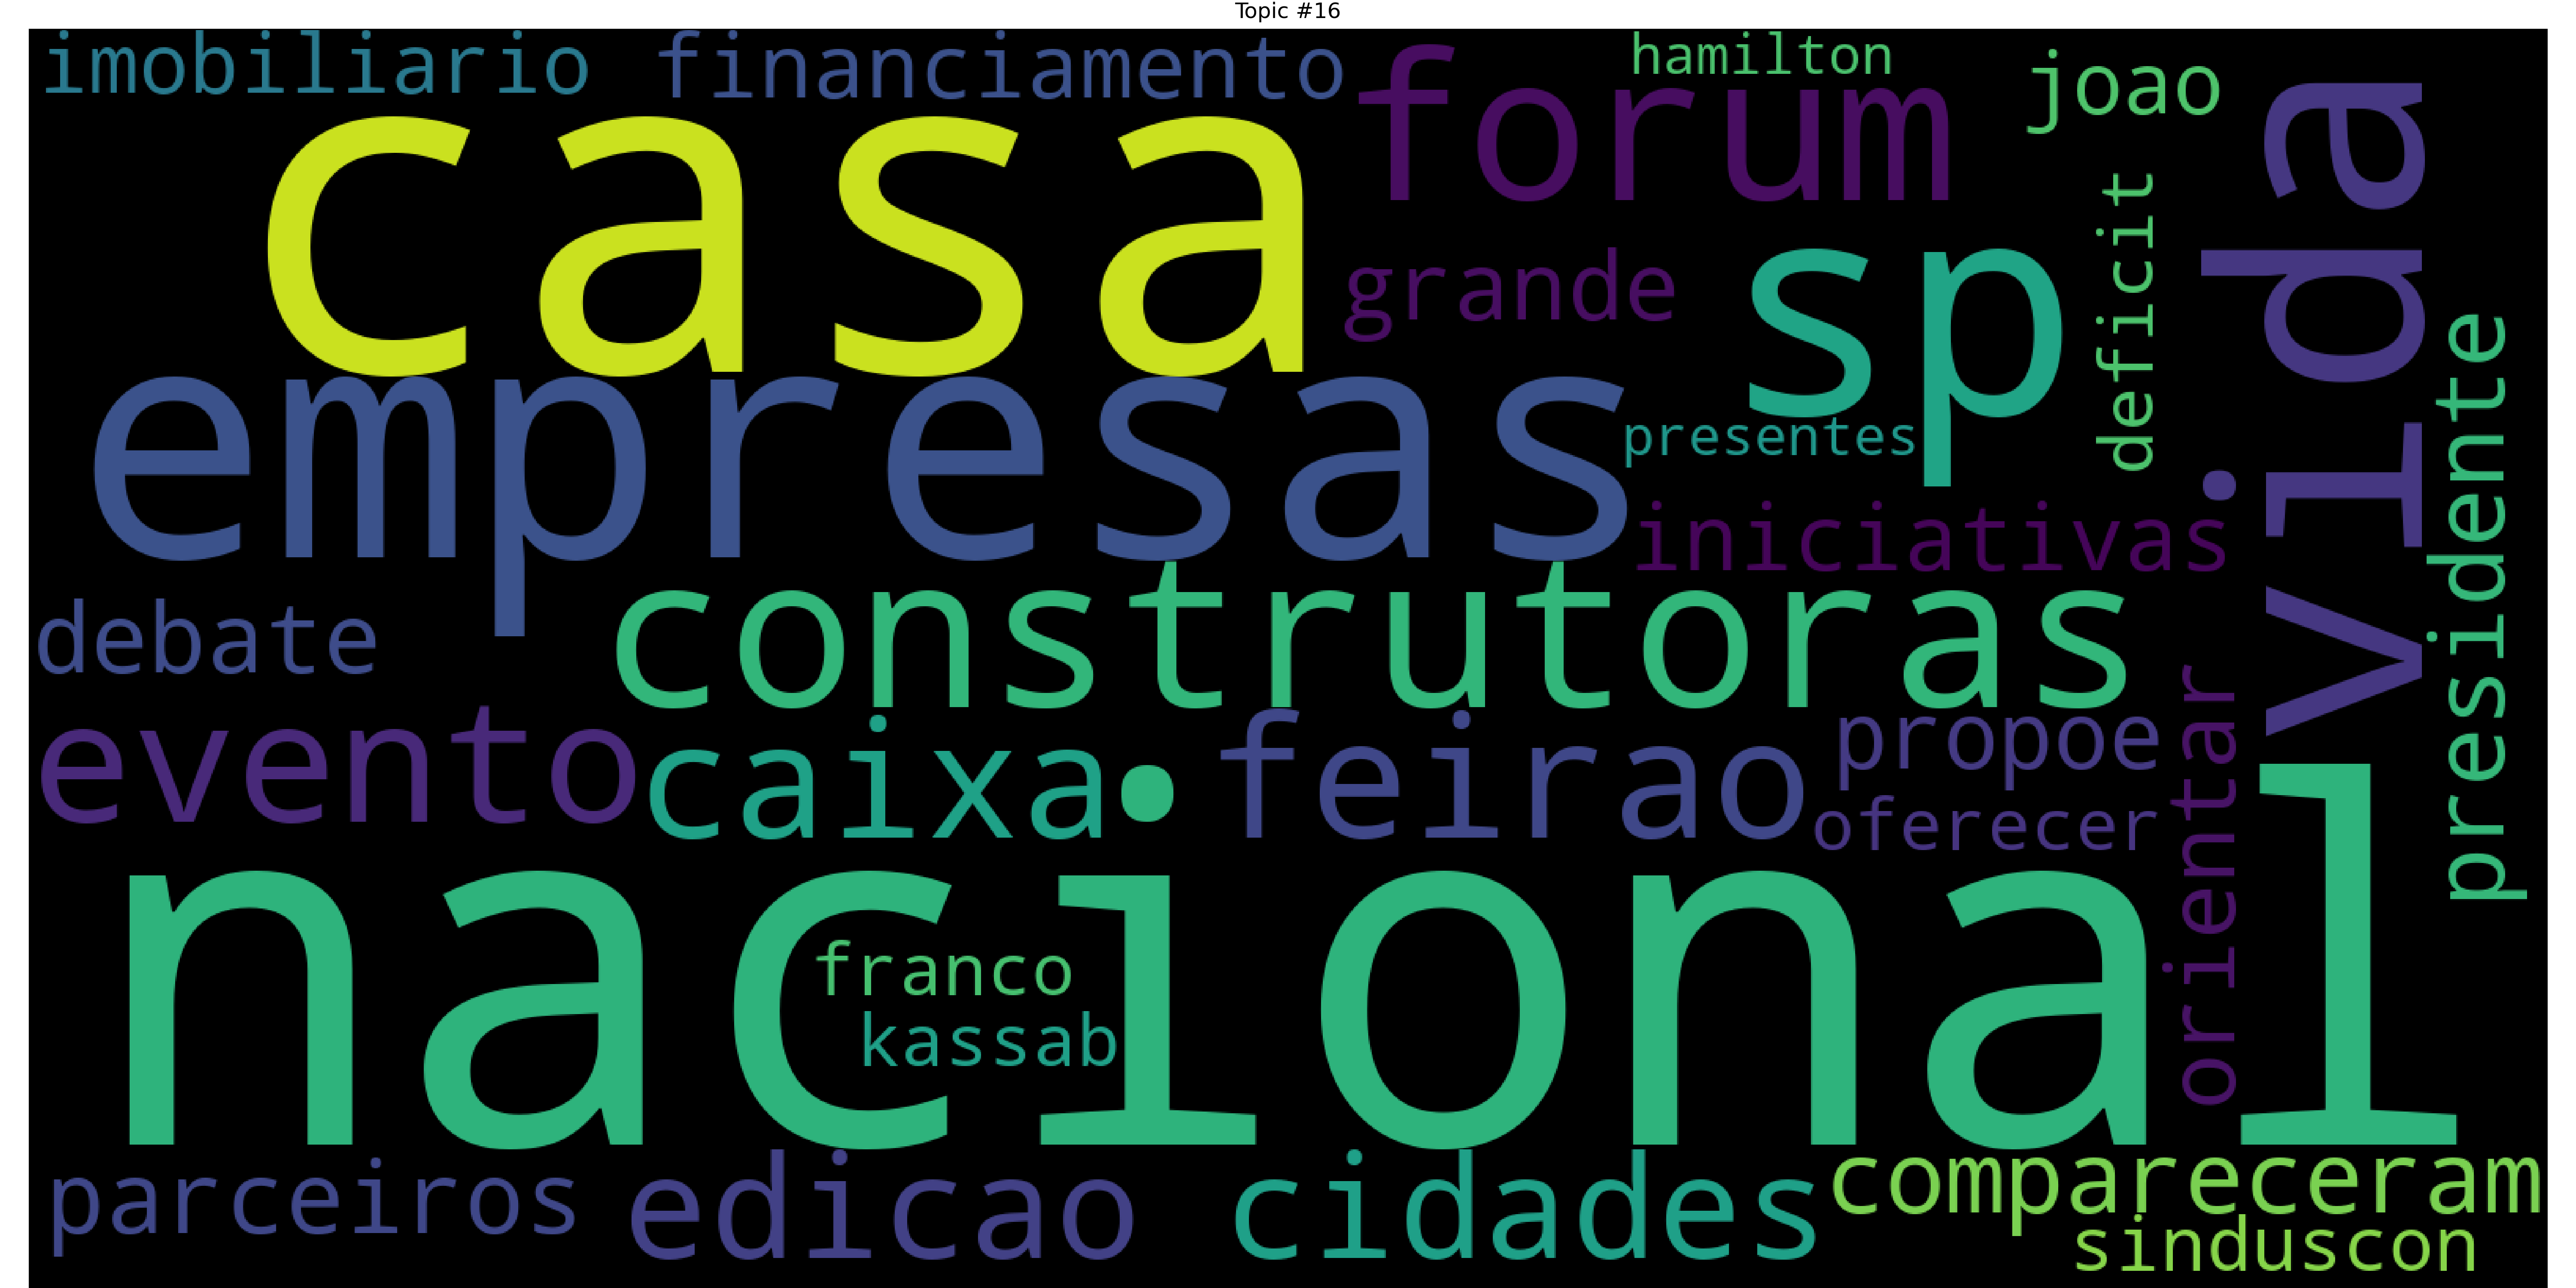 Topic #16
imobiliario
financiamento
hamilton
joao
forum
casa
vida
grande
sp
deficit
presidente
empresas
presentes
iniciativas
construtoras
debate
evento
caixa
feirao
propoe
oferecer
orientar
nacional
franco
kassab
parceiros
edicao
cidades
compareceram
sinduscon